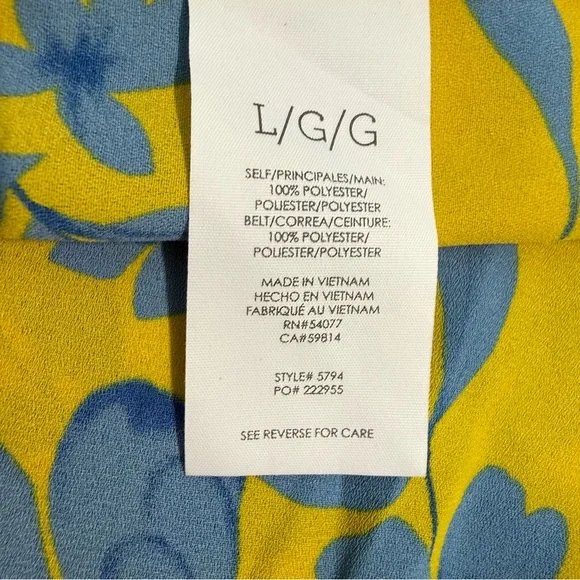 L/G/G
SELF/PRINCIPALES/MAIN:
100% POLYESTER/
POLIESTER/POLYESTER
BELT/CORREA/CEINTURE:
100% POLYESTER/
POLIESTER/POLYESTER
MADE IN VIETNAM
HECHO EN VIETNAM
FABRIQUÉ AU VIETNAM
RN#54077
CA#59814
STYLE# 5794
PO# 222955
SEE REVERSE FOR CARE